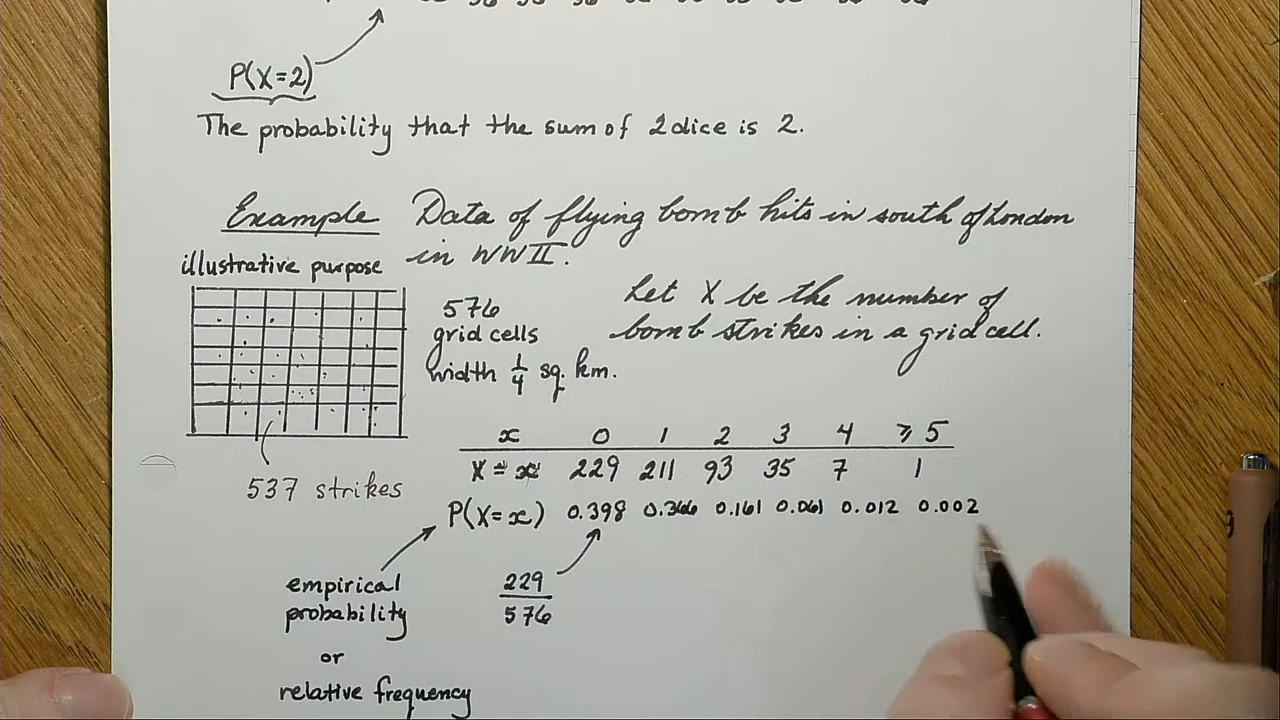 P(X=2)
The probability that the sum of 2 dice is 2.
Example Data of flying bomb hits in south of London
in WWII.
illustrative purpose
576
grid cells
width 1/4 sq. km.
Let X be the number of
bomb strikes in a grid cell.
537 strikes
x 0 1 2 3 4 ⩾ 5
X = x 229 211 93 35 7 1
P(X=x) 0.398 0.366 0.161 0.061 0.012 0.002
empirical
probability
or
relative frequency
229
576